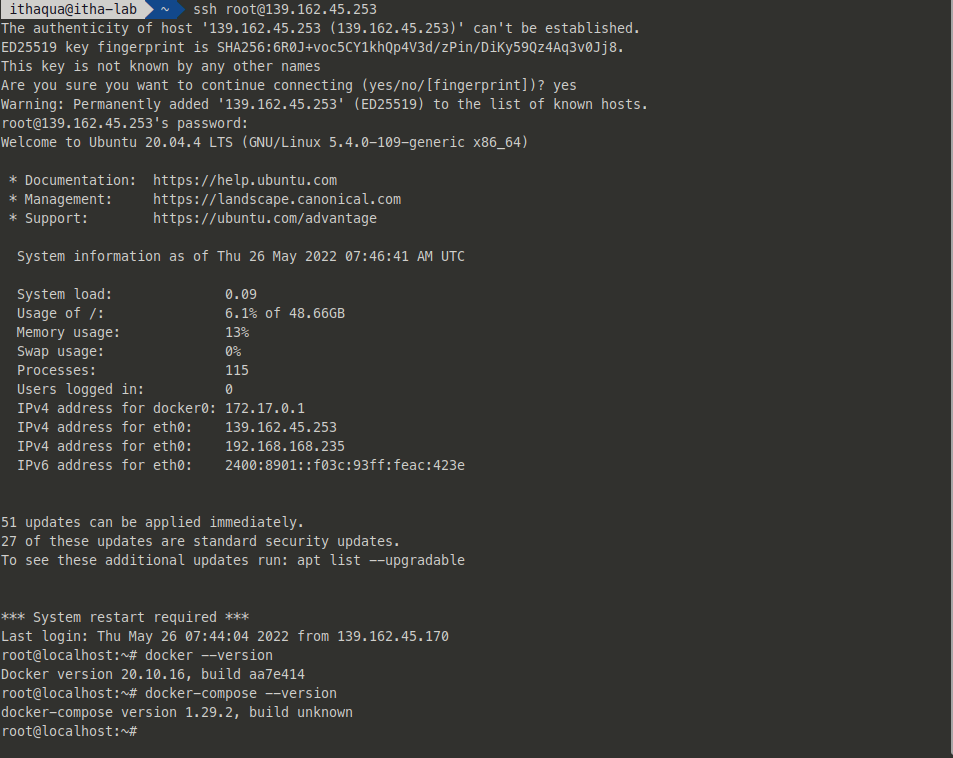 ithaqua@itha-lab ~ ssh root@139.162.45.253
The authenticity of host '139.162.45.253 (139.162.45.253)' can't be established.
ED25519 key fingerprint is SHA256:6R0J+voc5CY1khQp4V3d/zPin/DiKy59Qz4Aq3v0Jj8.
This key is not known by any other names
Are you sure you want to continue connecting (yes/no/[fingerprint])? yes
Warning: Permanently added '139.162.45.253' (ED25519) to the list of known hosts.
root@139.162.45.253's password:
Welcome to Ubuntu 20.04.4 LTS (GNU/Linux 5.4.0-109-generic x86_64)
* Documentation:  https://help.ubuntu.com
* Management:     https://landscape.canonical.com
* Support:        https://ubuntu.com/advantage
System information as of Thu 26 May 2022 07:46:41 AM UTC
System load:              0.09
Usage of /:               6.1% of 48.66GB
Memory usage:             13%
Swap usage:               0%
Processes:                115
Users logged in:          0
IPv4 address for docker0: 172.17.0.1
IPv4 address for eth0:    139.162.45.253
IPv4 address for eth0:    192.168.168.235
IPv6 address for eth0:    2400:8901::f03c:93ff:feac:423e
51 updates can be applied immediately.
27 of these updates are standard security updates.
To see these additional updates run: apt list --upgradable
*** System restart required ***
Last login: Thu May 26 07:44:04 2022 from 139.162.45.170
root@localhost:~# docker --version
Docker version 20.10.16, build aa7e414
root@localhost:~# docker-compose --version
docker-compose version 1.29.2, build unknown
root@localhost:~#